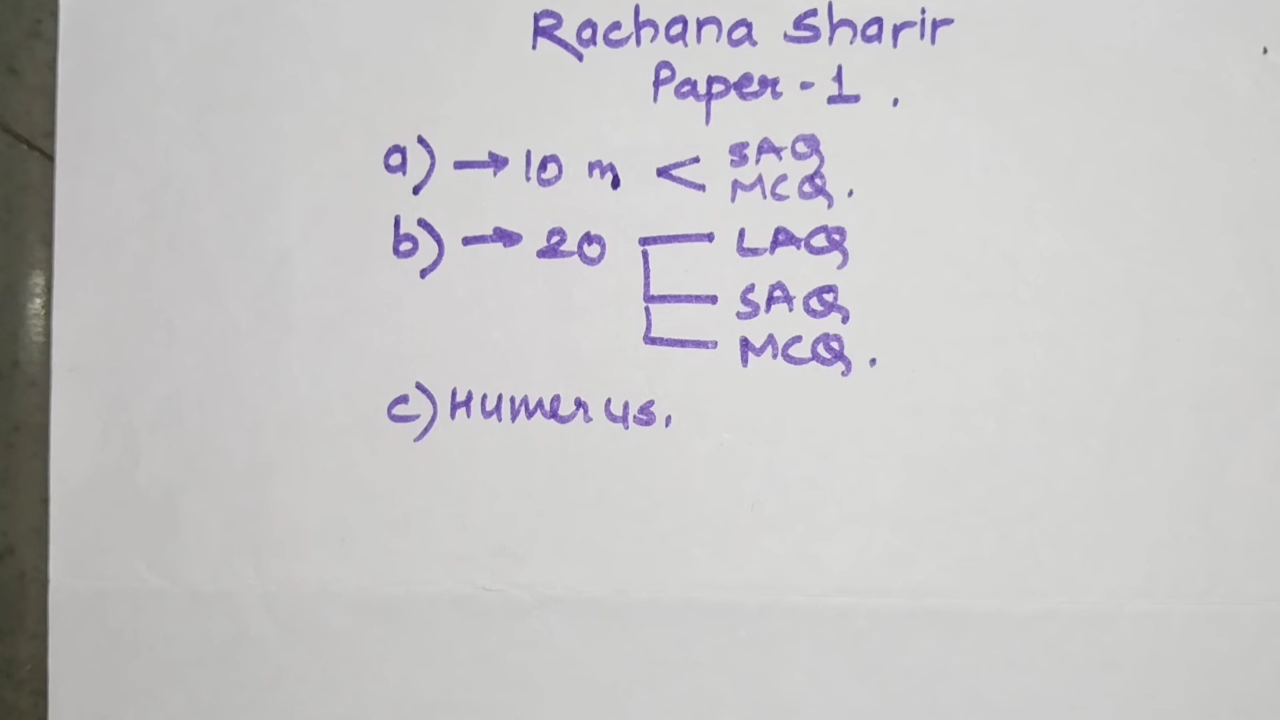 Rachana Sharir
Paper - 1 .
a) → 10 m < SAQ
MCQ.
b) → 20 LAQ
SAQ
MCQ.
c) Humerus.